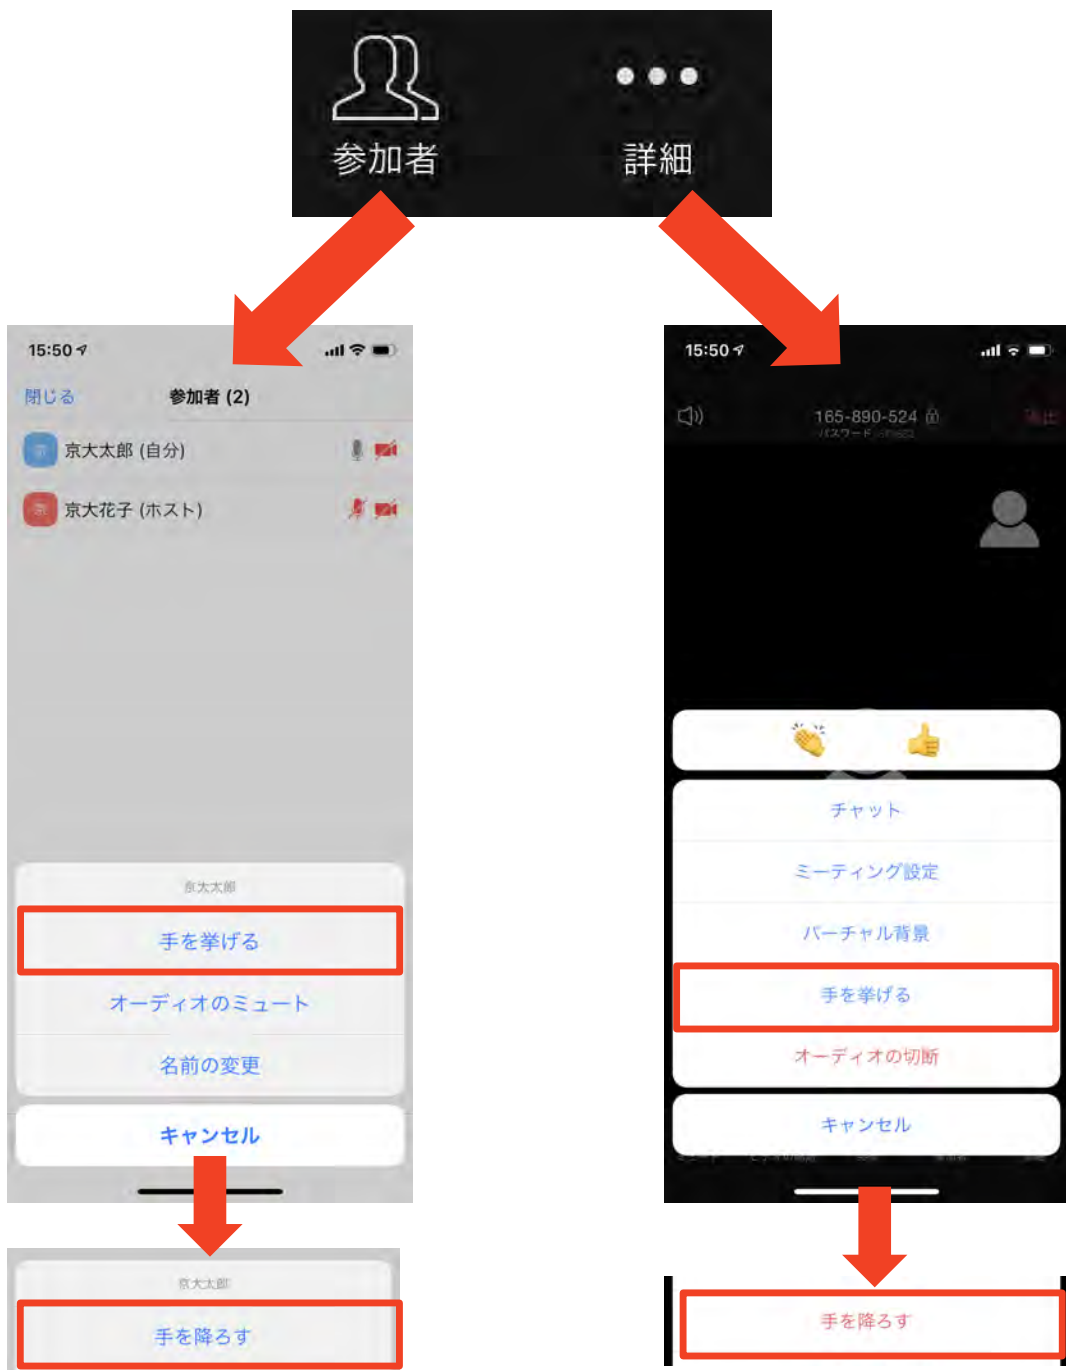 参加者
詳細
15:50
閉じる
参加者 (2)
京大太郎 (自分)
京大花子 (ホスト)
京大太郎
手を挙げる
オーディオのミュート
名前の変更
キャンセル
京大太郎
手を降ろす
15:50
165-890-524
パスワード
チャット
ミーティング設定
バーチャル背景
手を挙げる
オーディオの切断
キャンセル
手を降ろす